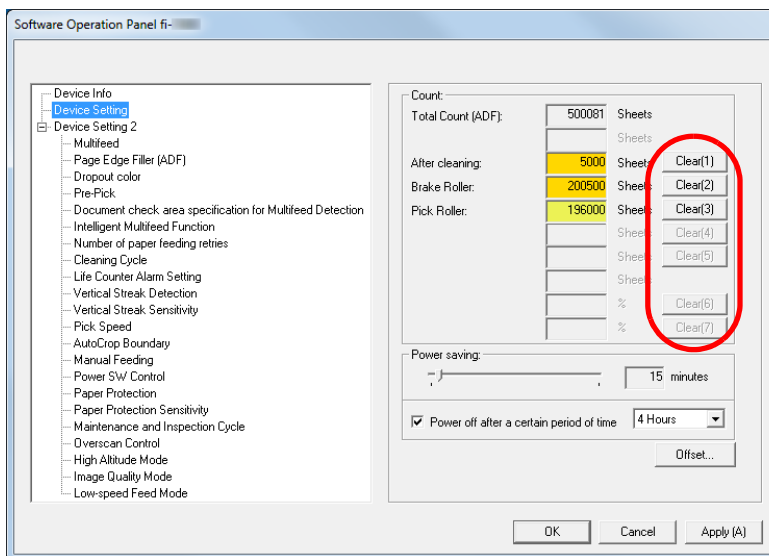 Software Operation Panel fi-
Device Info
Device Setting
Device Setting 2
Multifeed
Page Edge Filler (ADF)
Dropout color
Pre-Pick
Document check area specification for Multifeed Detection
Intelligent Multifeed Function
Number of paper feeding retries
Cleaning Cycle
Life Counter Alarm Setting
Vertical Streak Detection
Vertical Streak Sensitivity
Pick Speed
AutoCrop Boundary
Manual Feeding
Power SW Control
Paper Protection
Paper Protection Sensitivity
Maintenance and Inspection Cycle
Overscan Control
High Altitude Mode
Image Quality Mode
Low-speed Feed Mode
Count:
Total Count (ADF): 500081 Sheets
Sheets
After cleaning: 5000 Sheets Clear(1)
Brake Roller: 200500 Sheets Clear(2)
Pick Roller: 196000 Sheets Clear(3)
Sheets Clear(4)
Sheets Clear(5)
Sheets
% Clear(6)
% Clear(7)
Power saving:
15 minutes
Power off after a certain period of time 4 Hours
Offset...
OK Cancel Apply (A)